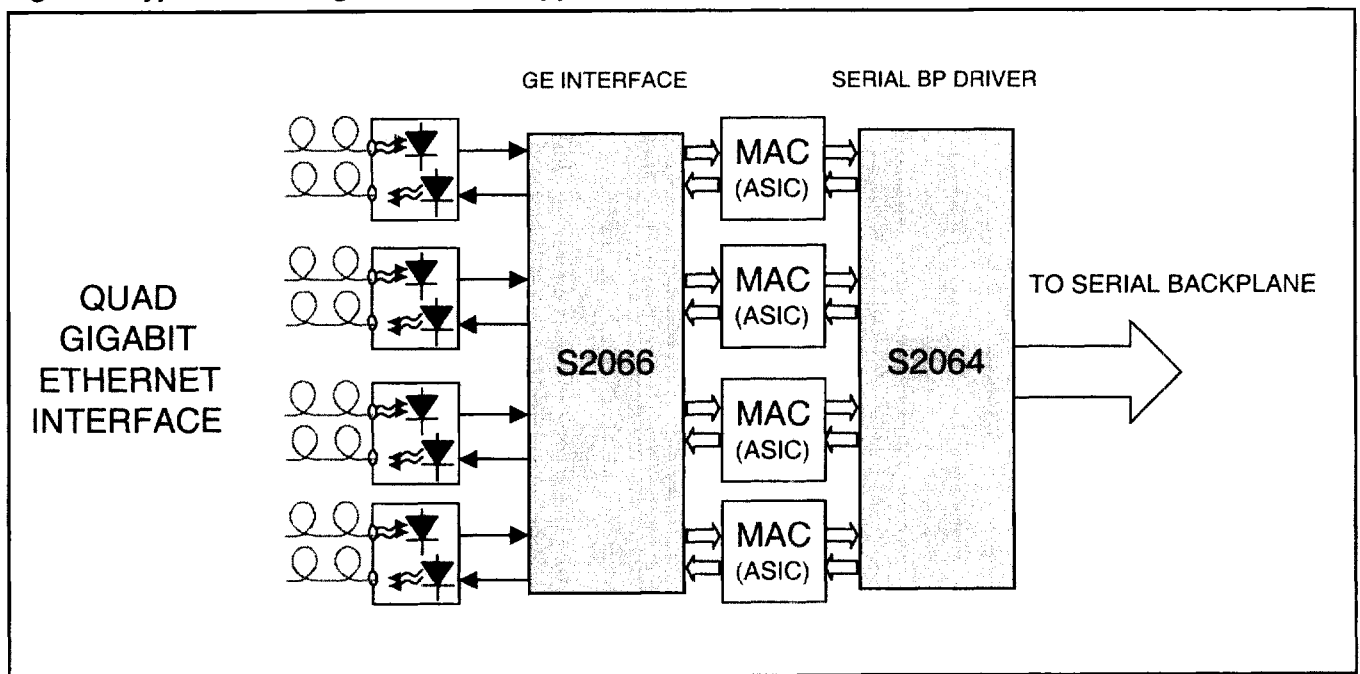 GE INTERFACE
SERIAL BP DRIVER
MAC
(ASIC)
MAC
(ASIC)
MAC
(ASIC)
MAC
(ASIC)
S2066
S2064
QUAD
GIGABIT
ETHERNET
INTERFACE
TO SERIAL BACKPLANE